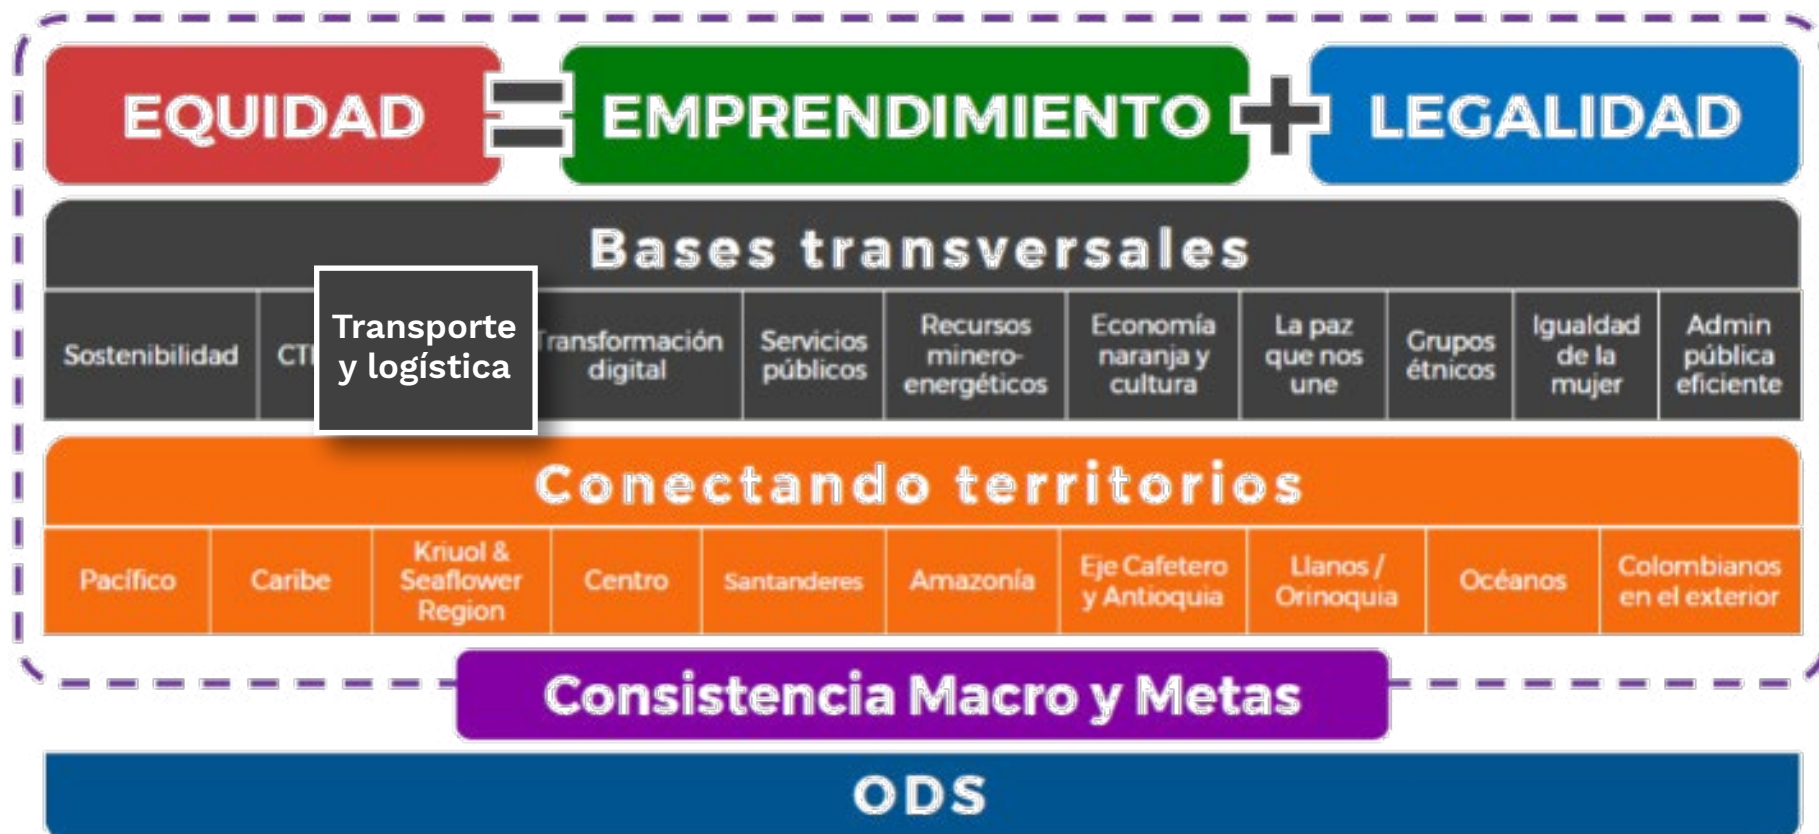 EQUIDAD = EMPRENDIMIENTO + LEGALIDAD
Bases transversales
Sostenibilidad
Transporte
y logística
Transformación
digital
Servicios
públicos
Recursos
minero-
energéticos
Economía
naranja y
cultura
La paz
que nos
une
Grupos
étnicos
Igualdad
de la
mujer
Admin
pública
eficiente
Conectando territorios
Pacífico
Caribe
Kriuol &
Seaflower
Region
Centro
Santanderes
Amazonía
Eje Cafetero
y Antioquia
Llanos /
Orinoquia
Océanos
Colombianos
en el exterior
Consistencia Macro y Metas
ODS